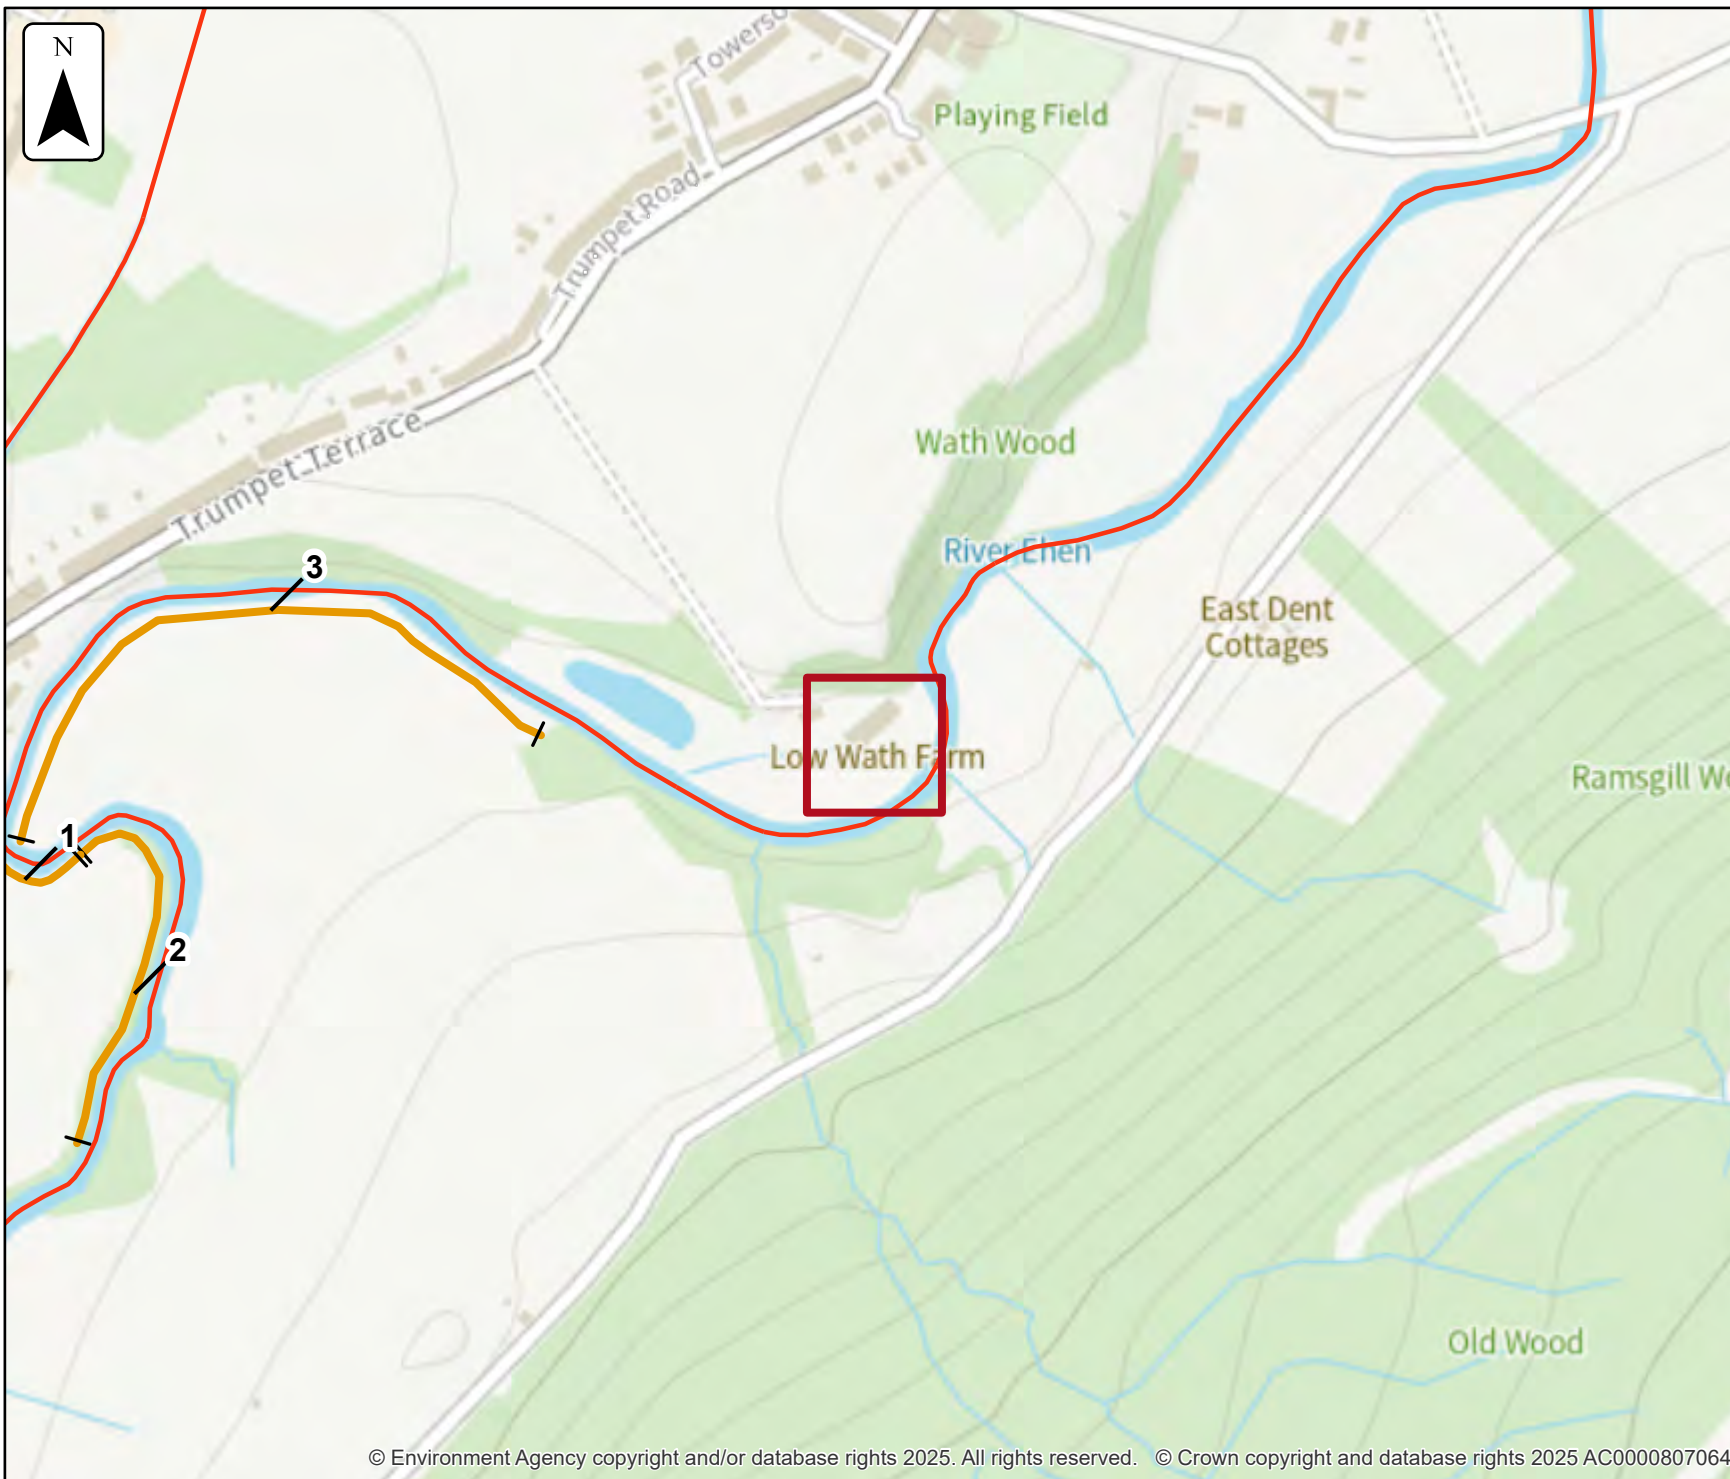 N
Towerso
Playing Field
Trumpet Road
Trumpet Terrace
Wath Wood
River Ehen
3
East Dent
Cottages
Low Wath Farm
Ramsgill Wo
1
2
Old Wood
© Environment Agency copyright and/or database rights 2025. All rights reserved. © Crown copyright and database rights 2025 AC0000807064